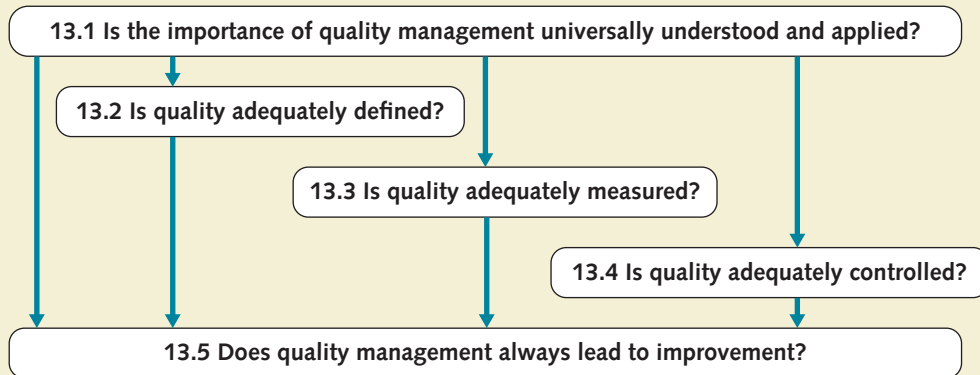 13.1 Is the importance of quality management universally understood and applied?
13.2 Is quality adequately defined?
13.3 Is quality adequately measured?
13.4 Is quality adequately controlled?
13.5 Does quality management always lead to improvement?